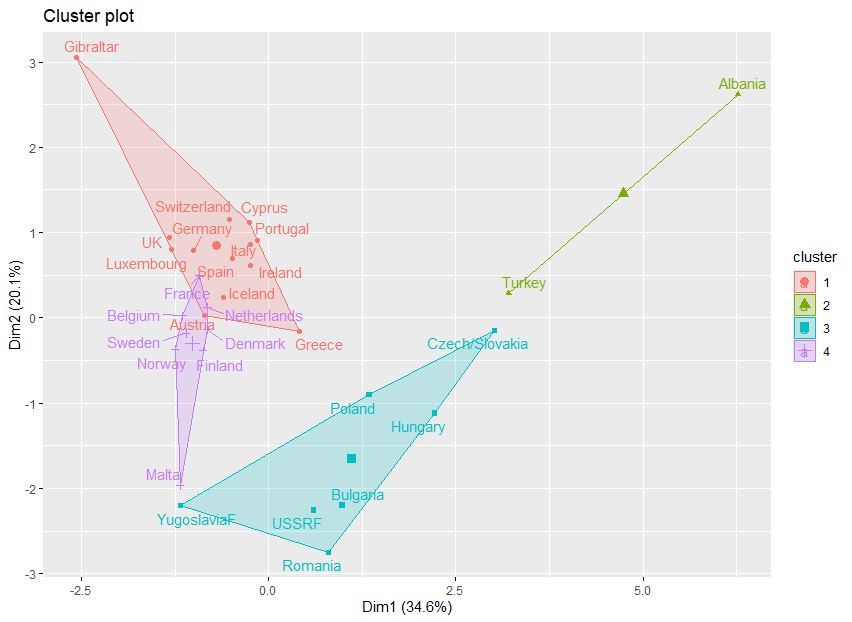 Cluster plot
Gibraltar
Albania
Switzerland
Cyprus
Germany
Portugal
UK
Italy
Luxembourg
Spain
Ireland
Turkey
France
Iceland
Belgium
Netherlands
Austria
Sweden
Denmark
Greece
Czech/Slovakia
Norway
Finland
Poland
Hungary
Malta
Bulgaria
YugoslaviaF
USSRF
Romania
3
2
1
0
-1
-2
-3
Dim2 (20.1%)
-2.5
0.0
2.5
5.0
Dim1 (34.6%)
cluster
a 1
a 2
a 3
a 4